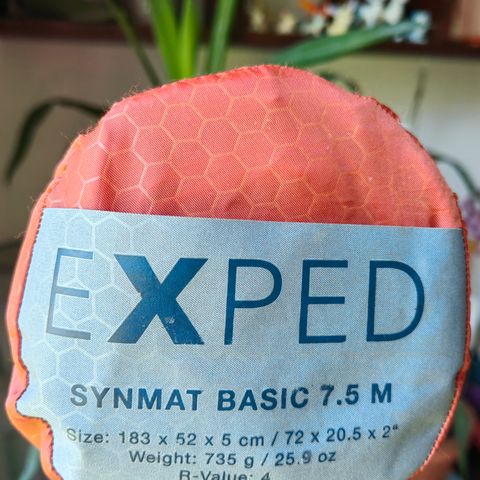 EXPED
SYNMAT BASIC 7.5 M
Size: 183 x 52 x 5 cm / 72 x 20.5 x 2"
Weight: 735 g / 25.9 oz
R-Value: 4